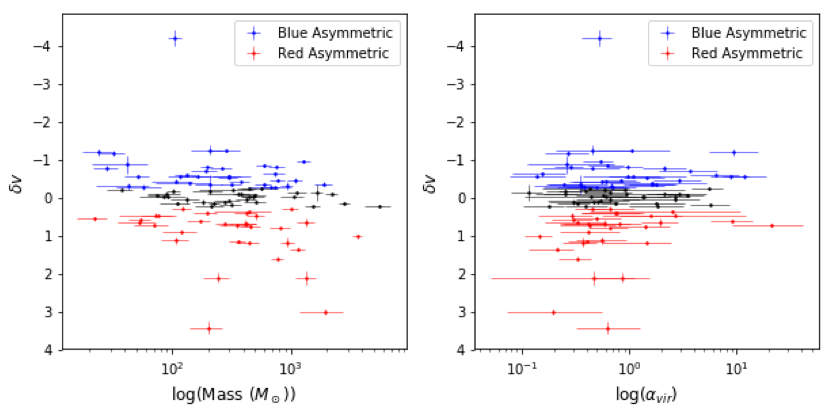 Blue Asymmetric
Red Asymmetric
−4
−3
−2
−1
0
1
2
3
4
δv
10²
10³
log(Mass (M⊙))
Blue Asymmetric
Red Asymmetric
−4
−3
−2
−1
0
1
2
3
4
δv
10⁻¹
10⁰
10¹
log(αvir)